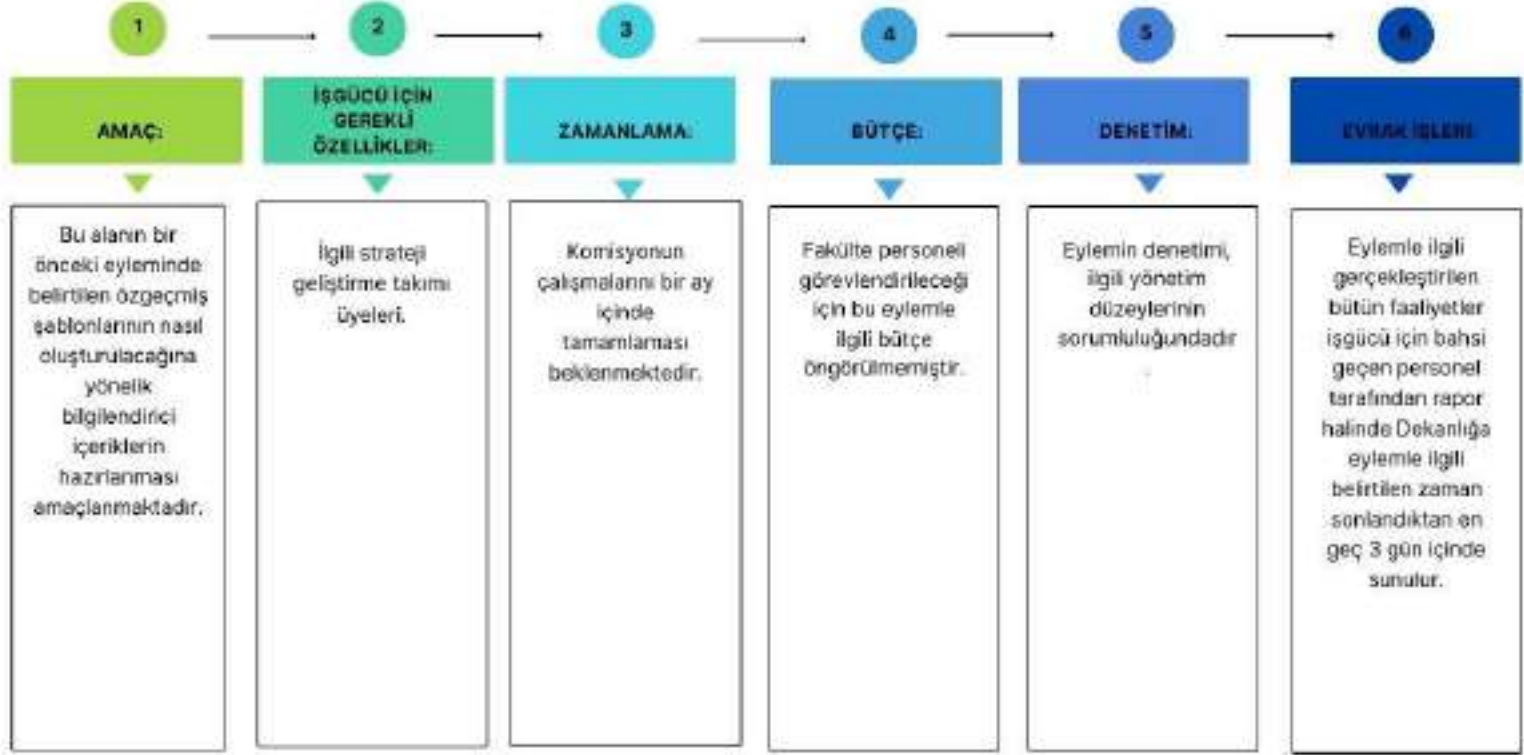 1
2
3
4
5
6
AMAÇ:
İŞGÜCÜ İÇİN
GEREKLİ
ÖZELLİKLER:
ZAMANLAMA:
BÜTÇE:
DENETİM:
EVRAK İŞLERİ:
Bu alanın bir
önceki eyleminde
belirtilen özgeçmiş
şablonlarının nasıl
oluşturulacağına
yönelik
bilgilendirici
içeriklerin
hazırlanması
amaçlanmaktadır.
İlgili strateji
geliştirme takımı
üyeleri.
Komisyonun
çalışmalarını bir ay
içinde
tamamlaması
beklenmektedir.
Fakülte personeli
görevlendirileceği
için bu eylemle
ilgili bütçe
öngörülmemiştir.
Eylemin denetimi,
ilgili yönetim
düzeylerinin
sorumluluğundadır
.
Eylemle ilgili
gerçekleştirilen
bütün faaliyetler
işgücü için bahsi
geçen personel
tarafından rapor
halinde Dekanlığa
eylemle ilgili
belirtilen zaman
sonlandıktan en
geç 3 gün içinde
sunulur.